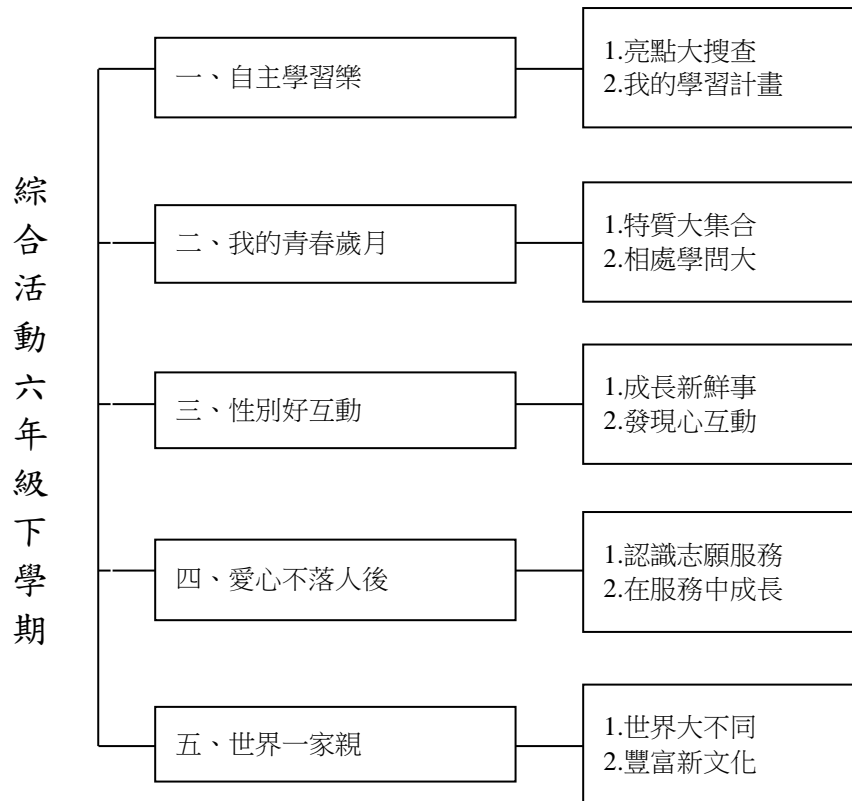 綜合活動六年級下學期
一、自主學習樂
1.亮點大搜查
2.我的學習計畫
二、我的青春歲月
1.特質大集合
2.相處學問大
三、性別好互動
1.成長新鮮事
2.發現心互動
四、愛心不落人後
1.認識志願服務
2.在服務中成長
五、世界一家親
1.世界大不同
2.豐富新文化